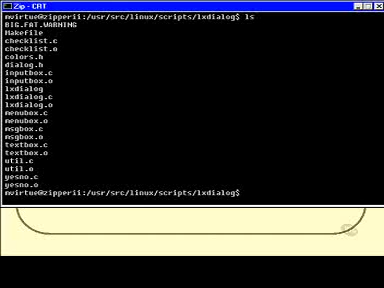 Zip - CRT
mvirtue@zipperii:/usr/src/linux/scripts/lxdialog$ ls
BIG.FAT.WARNING
Makefile
checklist.c
checklist.o
colors.h
dialog.h
inputbox.c
inputbox.o
lxdialog
lxdialog.c
lxdialog.o
menubox.c
menubox.o
msgbox.c
msgbox.o
textbox.c
textbox.o
util.c
util.o
yesno.c
yesno.o
mvirtue@zipperii:/usr/src/linux/scripts/lxdialog$